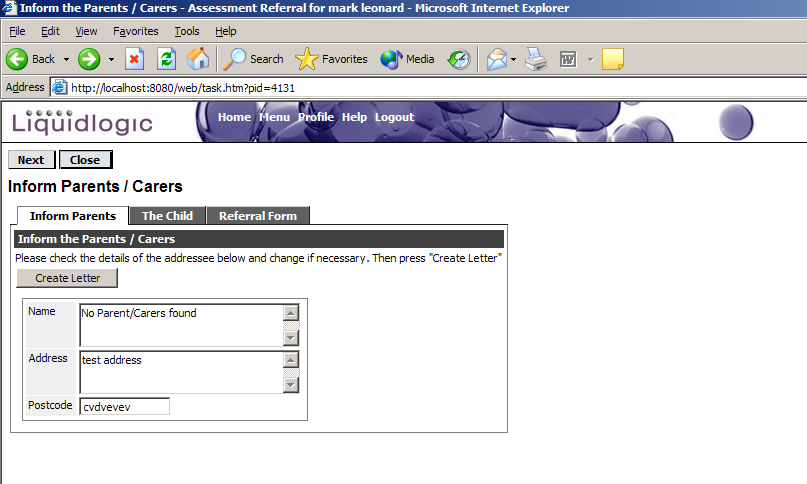 Inform the Parents / Carers - Assessment Referral for mark leonard - Microsoft Internet Explorer
File Edit View Favorites Tools Help
Back Search Favorites Media
Address http://localhost:8080/web/task.htm?pid=4131
Liquidlogic Home Menu Profile Help Logout
Next Close
Inform Parents / Carers
Inform Parents The Child Referral Form
Inform the Parents / Carers
Please check the details of the addressee below and change if necessary. Then press "Create Letter"
Create Letter
Name No Parent/Carers found
Address test address
Postcode cvdvevev